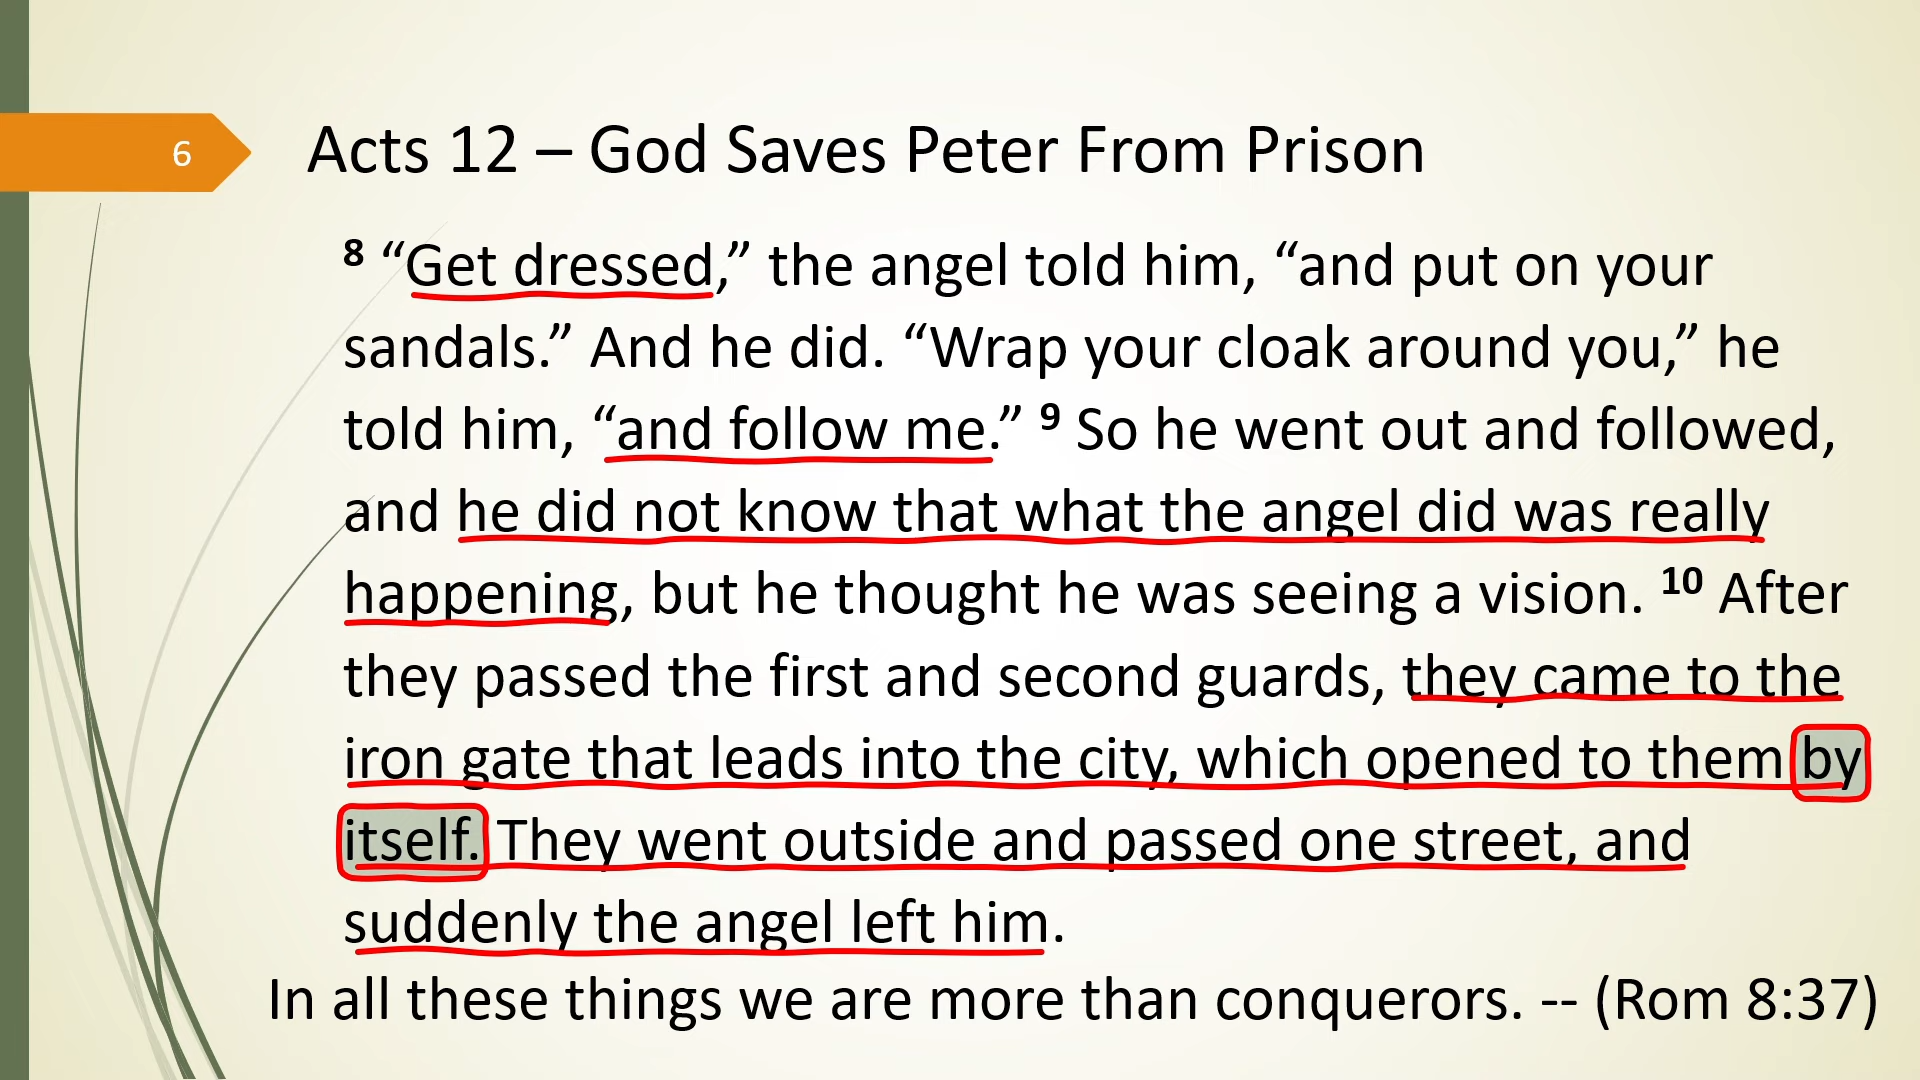 6
Acts 12 – God Saves Peter From Prison
8 “Get dressed,” the angel told him, “and put on your
sandals.” And he did. “Wrap your cloak around you,” he
told him, “and follow me.” 9 So he went out and followed,
and he did not know that what the angel did was really
happening, but he thought he was seeing a vision. 10 After
they passed the first and second guards, they came to the
iron gate that leads into the city, which opened to them by
itself. They went outside and passed one street, and
suddenly the angel left him.
In all these things we are more than conquerors. -- (Rom 8:37)